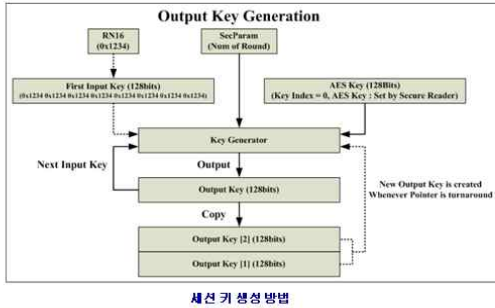 Output Key Generation
RN16
(0x1234)
SecParam
(Num of Round)
First Input Key (128bits)
(0x1234 0x1234 0x1234 0x1234 0x1234 0x1234 0x1234 0x1234)
AES Key (128Bits)
(Key Index = 0, AES Key : Set by Secure Reader)
Key Generator
Next Input Key
Output
Output Key (128bits)
New Output Key is created
Whenever Pointer is turnaround
Copy
Output Key [2] (128bits)
Output Key [1] (128bits)
세션 키 생성 방법